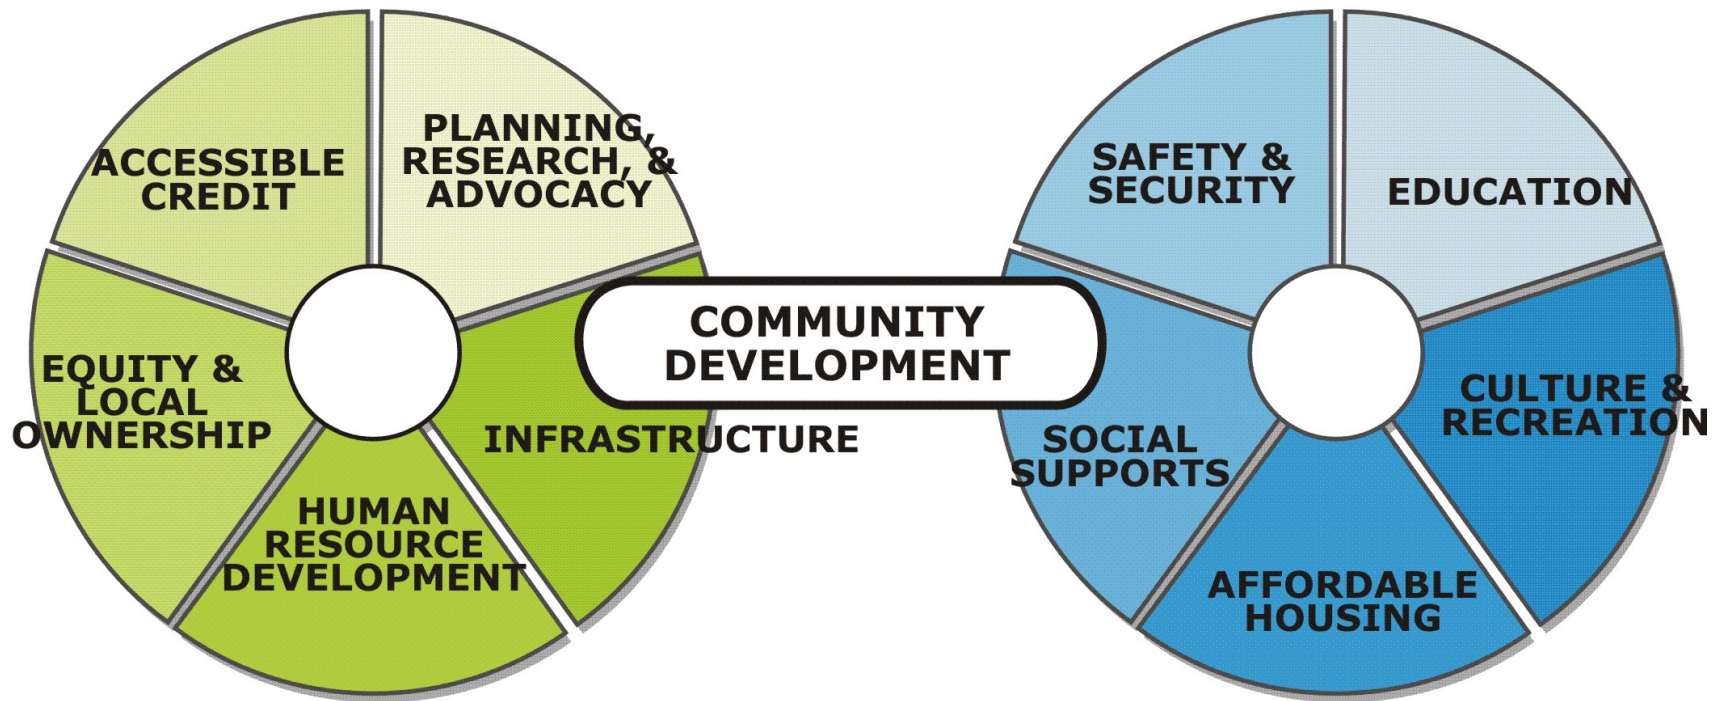 ACCESSIBLE
CREDIT
PLANNING,
RESEARCH, &
ADVOCACY
EQUITY &
LOCAL
OWNERSHIP
INFRASTRUCTURE
HUMAN
RESOURCE
DEVELOPMENT
COMMUNITY
DEVELOPMENT
SAFETY &
SECURITY
EDUCATION
SOCIAL
SUPPORTS
CULTURE &
RECREATION
AFFORDABLE
HOUSING